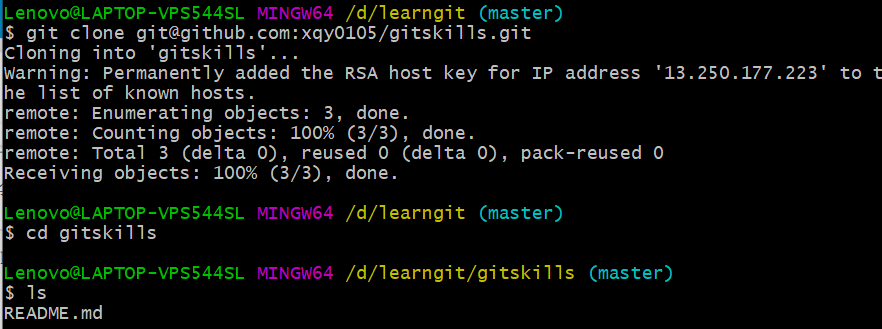 Lenovo@LAPTOP-VPS544SL MINGW64 /d/learngit (master)
$ git clone git@github.com:xqy0105/gitskills.git
Cloning into 'gitskills'...
Warning: Permanently added the RSA host key for IP address '13.250.177.223' to t
he list of known hosts.
remote: Enumerating objects: 3, done.
remote: Counting objects: 100% (3/3), done.
remote: Total 3 (delta 0), reused 0 (delta 0), pack-reused 0
Receiving objects: 100% (3/3), done.
Lenovo@LAPTOP-VPS544SL MINGW64 /d/learngit (master)
$ cd gitskills
Lenovo@LAPTOP-VPS544SL MINGW64 /d/learngit/gitskills (master)
$ ls
README.md